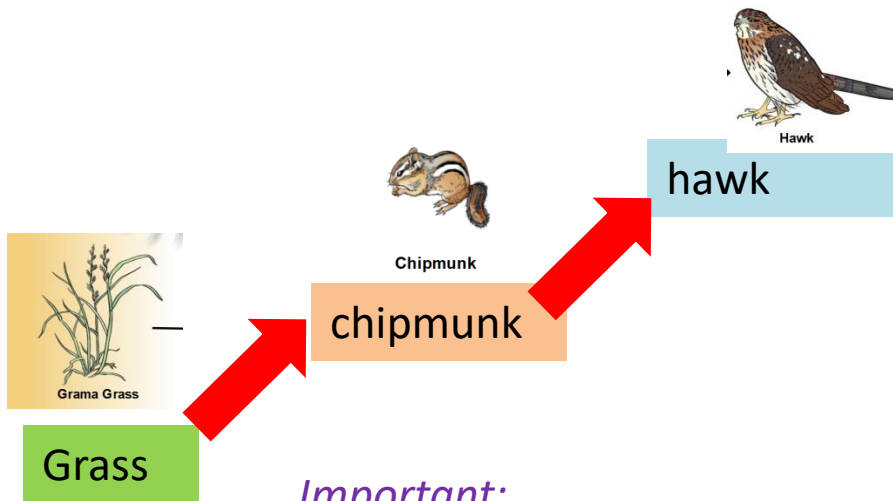 Hawk
hawk
Chipmunk
chipmunk
Grama Grass
Grass
Important: